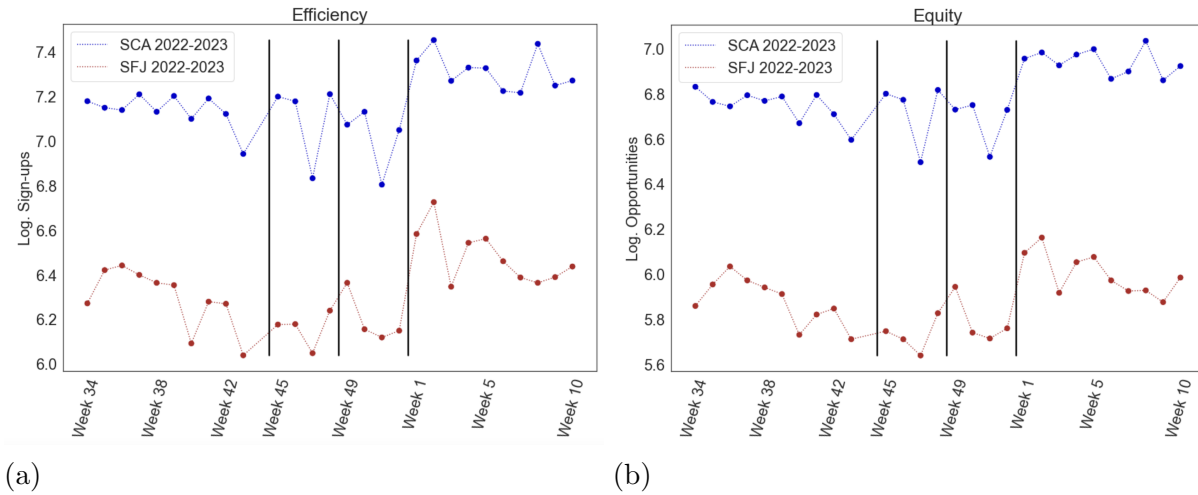 Efficiency
SCA 2022-2023
SFJ 2022-2023
Log. Sign-ups
7.4
7.2
7.0
6.8
6.6
6.4
6.2
6.0
Week 34
Week 38
Week 42
Week 45
Week 49
Week 1
Week 5
Week 10
(a)
Equity
SCA 2022-2023
SFJ 2022-2023
Log. Opportunities
7.0
6.8
6.6
6.4
6.2
6.0
5.8
5.6
Week 34
Week 38
Week 42
Week 45
Week 49
Week 1
Week 5
Week 10
(b)